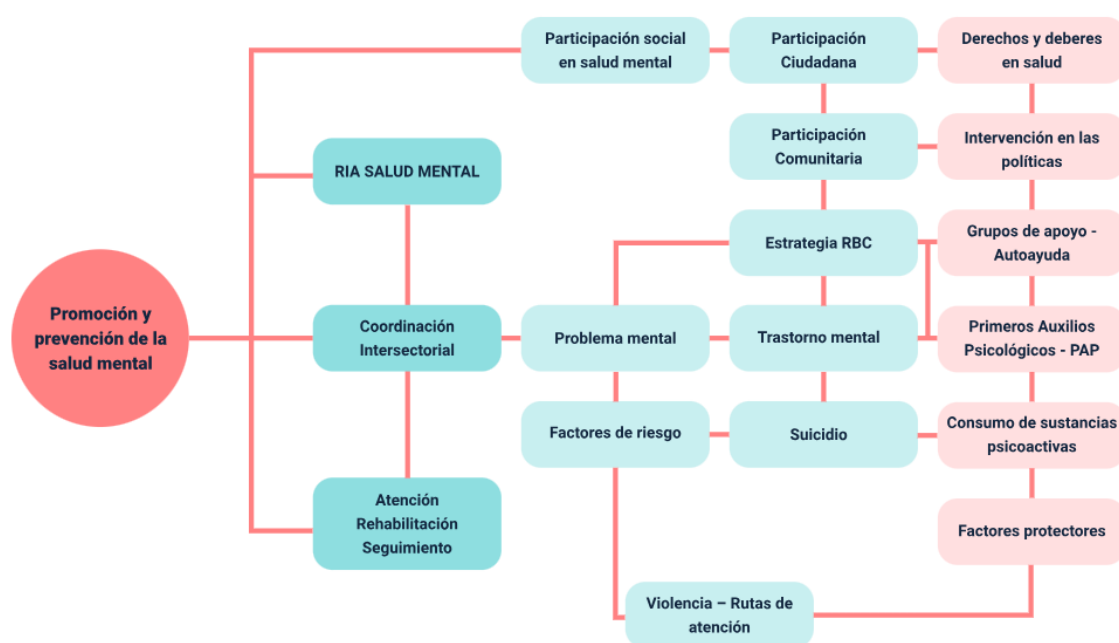 Participación social
en salud mental
Participación
Ciudadana
Derechos y deberes
en salud
Participación
Comunitaria
Intervención en las
políticas
RIA SALUD MENTAL
Estrategia RBC
Grupos de apoyo -
Autoayuda
Promoción y
prevención de la
salud mental
Coordinación
Intersectorial
Problema mental
Trastorno mental
Primeros Auxilios
Psicológicos - PAP
Factores de riesgo
Suicidio
Consumo de sustancias
psicoactivas
Atención
Rehabilitación
Seguimiento
Factores protectores
Violencia – Rutas de
atención